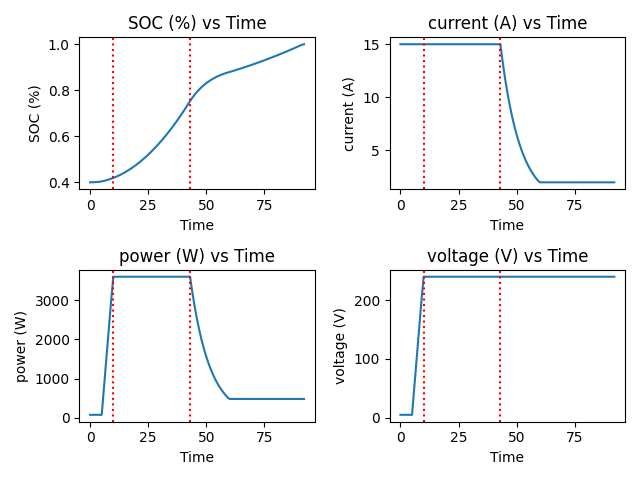 SOC (%) vs Time
SOC (%)
1.0
0.8
0.6
0.4
0 25 50 75
Time
current (A) vs Time
current (A)
15
10
5
0 25 50 75
Time
power (W) vs Time
power (W)
3000
2000
1000
0
0 25 50 75
Time
voltage (V) vs Time
voltage (V)
200
100
0
0 25 50 75
Time